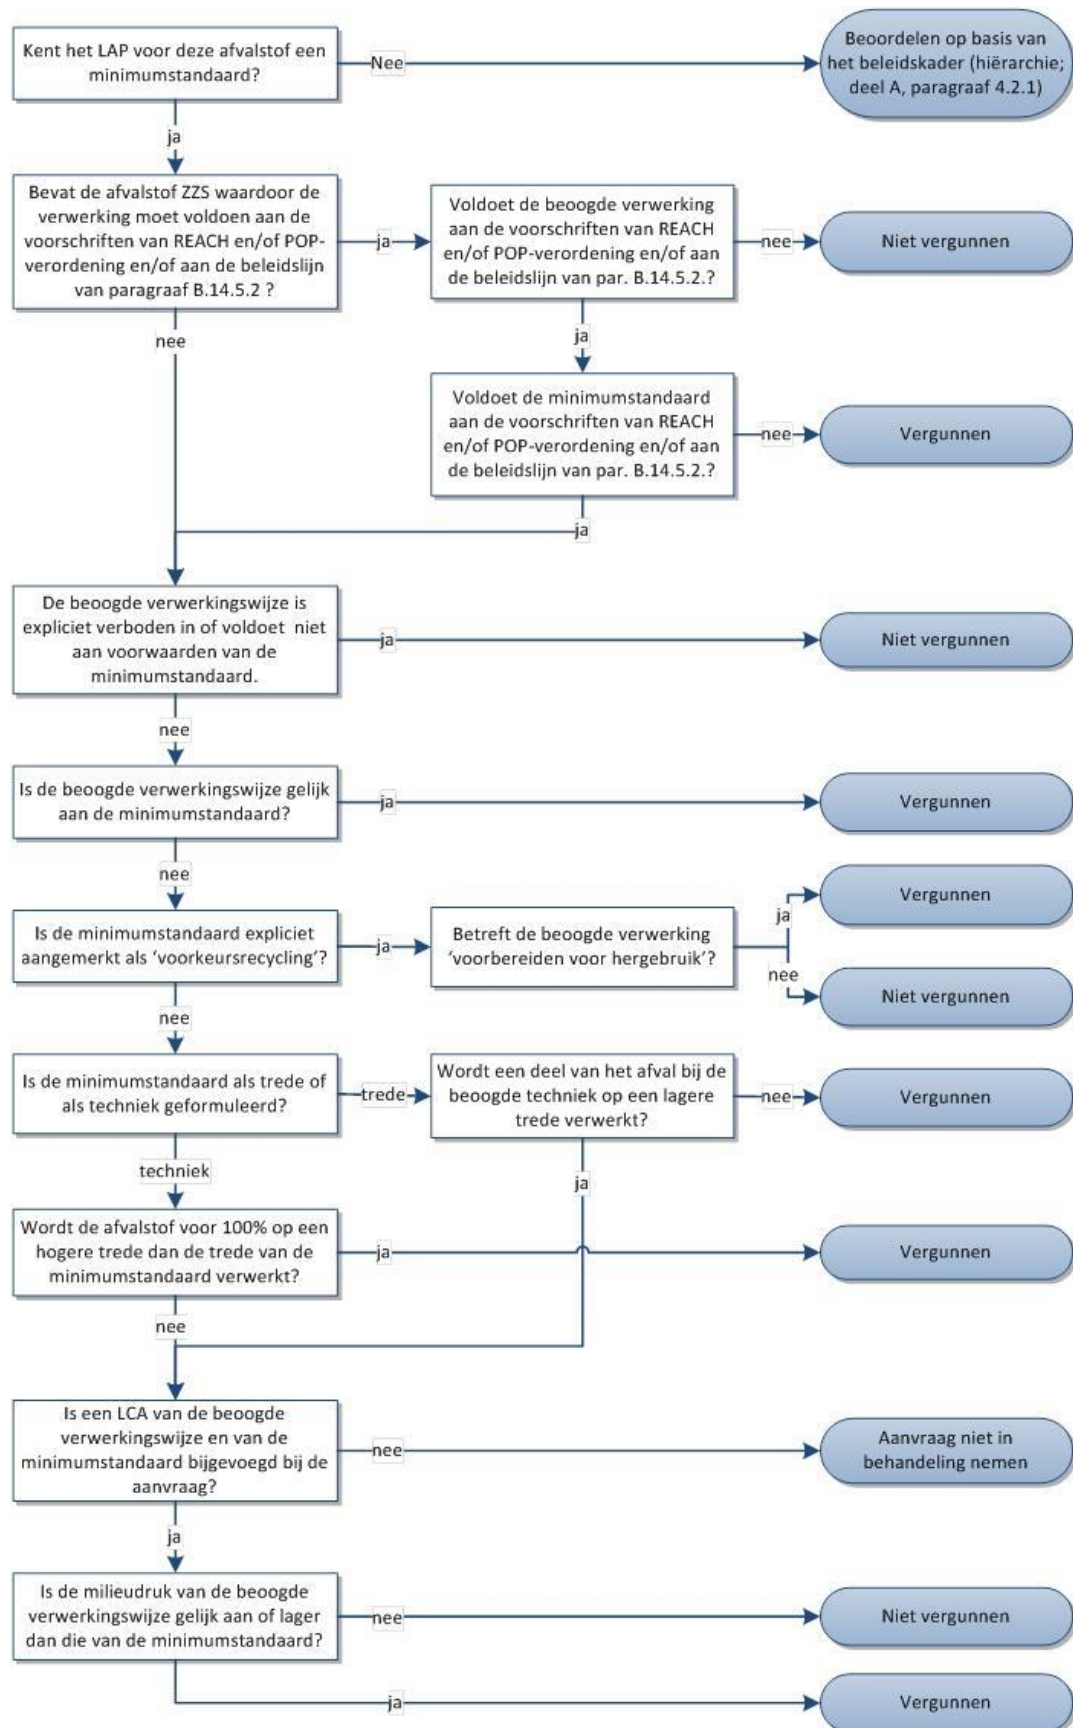 Kent het LAP voor deze afvalstof een
minimumstandaard?
Nee
Beoordelen op basis van
het beleidskader (hiërarchie;
deel A, paragraaf 4.2.1)
ja
Bevat de afvalstof ZZS waardoor de
verwerking moet voldoen aan de
voorschriften van REACH en/of POP-
verordening en/of aan de beleidslijn
van paragraaf B.14.5.2 ?
ja
Voldoet de beoogde verwerking
aan de voorschriften van REACH
en/of POP-verordening en/of aan
de beleidslijn van par. B.14.5.2.?
nee
Niet vergunnen
nee
ja
Voldoet de minimumstandaard
aan de voorschriften van REACH
en/of POP-verordening en/of aan
de beleidslijn van par. B.14.5.2.?
nee
Vergunnen
ja
De beoogde verwerkingswijze is
expliciet verboden in of voldoet niet
aan voorwaarden van de
minimumstandaard.
ja
Niet vergunnen
nee
Is de beoogde verwerkingswijze gelijk
aan de minimumstandaard?
ja
Vergunnen
nee
Is de minimumstandaard expliciet
aangemerkt als ‘voorkeursrecycling’?
ja
Betreft de beoogde verwerking
‘voorbereiden voor hergebruik’?
ja
Vergunnen
nee
Niet vergunnen
nee
Is de minimumstandaard als trede of
als techniek geformuleerd?
trede
Wordt een deel van het afval bij de
beoogde techniek op een lagere
trede verwerkt?
nee
Vergunnen
techniek
ja
Wordt de afvalstof voor 100% op een
hogere trede dan de trede van de
minimumstandaard verwerkt?
ja
Vergunnen
nee
Is een LCA van de beoogde
verwerkingswijze en van de
minimumstandaard bijgevoegd bij de
aanvraag?
nee
Aanvraag niet in
behandeling nemen
ja
Is de milieudruk van de beoogde
verwerkingswijze gelijk aan of lager
dan die van de minimumstandaard?
nee
Niet vergunnen
ja
Vergunnen